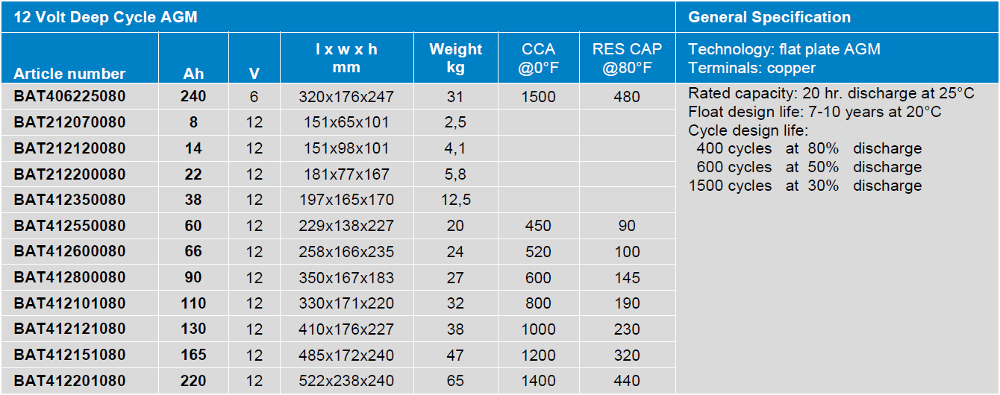 12 Volt Deep Cycle AGM General Specification
l x w x h Weight CCA RES CAP Technology: flat plate AGM
Article number Ah V mm kg @0°F @80°F Terminals: copper
BAT406225080 240 6 320x176x247 31 1500 480 Rated capacity: 20 hr. discharge at 25°C
Float design life: 7-10 years at 20°C
BAT212070080 8 12 151x65x101 2,5 Cycle design life:
BAT212120080 14 12 151x98x101 4,1 400 cycles at 80% discharge
BAT212200080 22 12 181x77x167 5,8 600 cycles at 50% discharge
1500 cycles at 30% discharge
BAT412350080 38 12 197x165x170 12,5
BAT412550080 60 12 229x138x227 20 450 90
BAT412600080 66 12 258x166x235 24 520 100
BAT412800080 90 12 350x167x183 27 600 145
BAT412101080 110 12 330x171x220 32 800 190
BAT412121080 130 12 410x176x227 38 1000 230
BAT412151080 165 12 485x172x240 47 1200 320
BAT412201080 220 12 522x238x240 65 1400 440